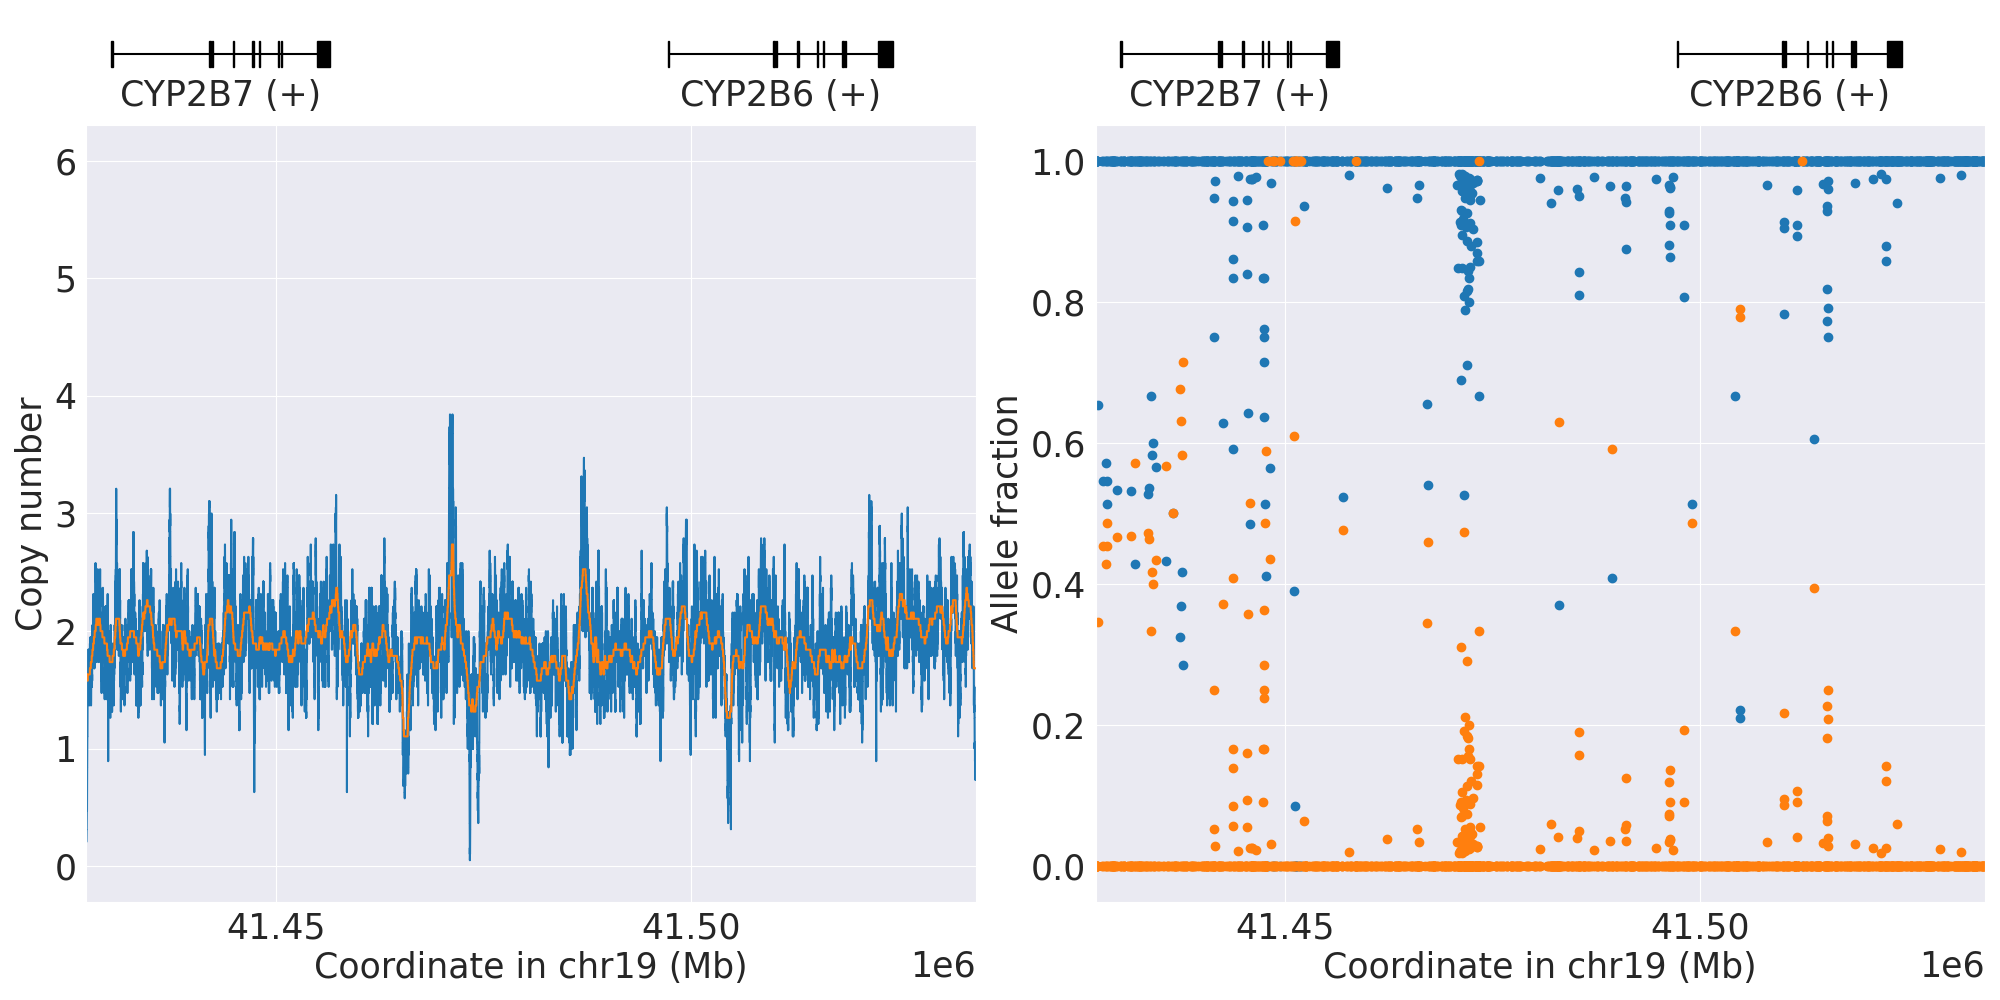 CYP2B7 (+)
CYP2B6 (+)
6
5
4
3
2
1
0
Copy number
41.45
41.50
Coordinate in chr19 (Mb)
1e6
CYP2B7 (+)
CYP2B6 (+)
1.0
0.8
0.6
0.4
0.2
0.0
Allele fraction
41.45
41.50
Coordinate in chr19 (Mb)
1e6